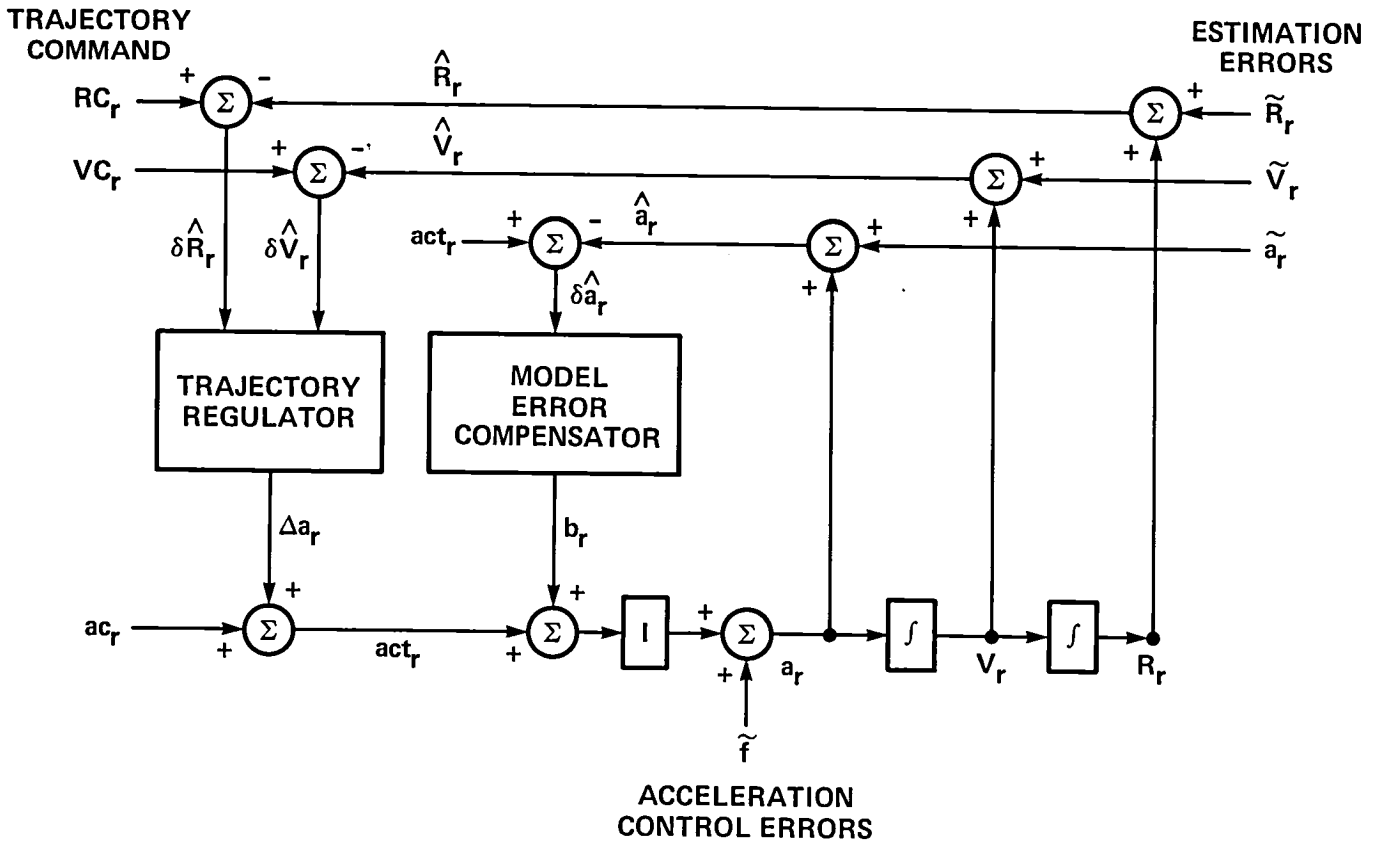 TRAJECTORY
COMMAND
ESTIMATION
ERRORS
+
-
R̂r
+
RCr
Σ
Σ
R̃r
+
+
-
V̂r
+
VCr
Σ
Σ
Ṽr
+
+
-
âr
+
actr
Σ
Σ
ãr
+
δR̂r
δV̂r
δâr
TRAJECTORY
REGULATOR
MODEL
ERROR
COMPENSATOR
Δar
br
+
+
+
acr
Σ
Σ
I
Σ
∫
∫
+
actr
+
+
ar
Vr
Rr
f̃
ACCELERATION
CONTROL ERRORS